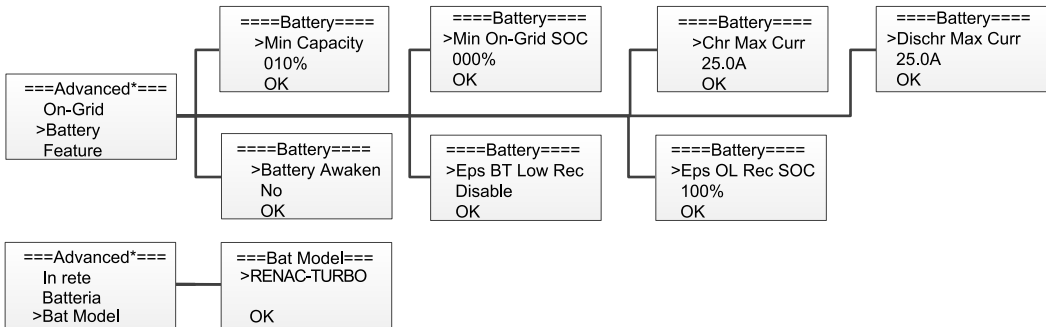 ====Battery====
>Min Capacity
010%
OK
====Battery====
>Min On-Grid SOC
000%
OK
====Battery====
>Chr Max Curr
25.0A
OK
====Battery====
>Dischr Max Curr
25.0A
OK
===Advanced*===
On-Grid
>Battery
Feature
====Battery====
>Battery Awaken
No
OK
====Battery====
>Eps BT Low Rec
Disable
OK
====Battery====
>Eps OL Rec SOC
100%
OK
===Advanced*===
In rete
Batteria
>Bat Model
===Bat Model===
>RENAC-TURBO
OK